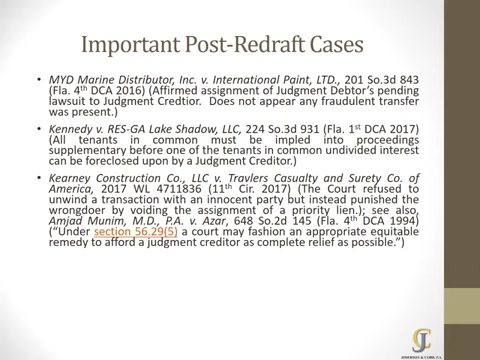 Important Post-Redraft Cases
• MYD Marine Distributor, Inc. v. International Paint, LTD., 201 So.3d 843
(Fla. 4th DCA 2016) (Affirmed assignment of Judgment Debtor's pending
lawsuit to Judgment Credtior. Does not appear any fraudulent transfer
was present.)
• Kennedy v. RES-GA Lake Shadow, LLC, 224 So.3d 931 (Fla. 1st DCA 2017)
(All tenants in common must be impled into proceedings
supplementary before one of the tenants in common undivided interest
can be foreclosed upon by a Judgment Creditor.)
• Kearney Construction Co., LLC v. Travlers Casualty and Surety Co. of
America, 2017 WL 4711836 (11th Cir. 2017) (The Court refused to
unwind a transaction with an innocent party but instead punished the
wrongdoer by voiding the assignment of a priority lien.); see also,
Amjad Munim, M.D., P.A. v. Azar, 648 So.2d 145 (Fla. 4th DCA 1994)
("Under section 56.29(5) a court may fashion an appropriate equitable
remedy to afford a judgment creditor as complete relief as possible.")